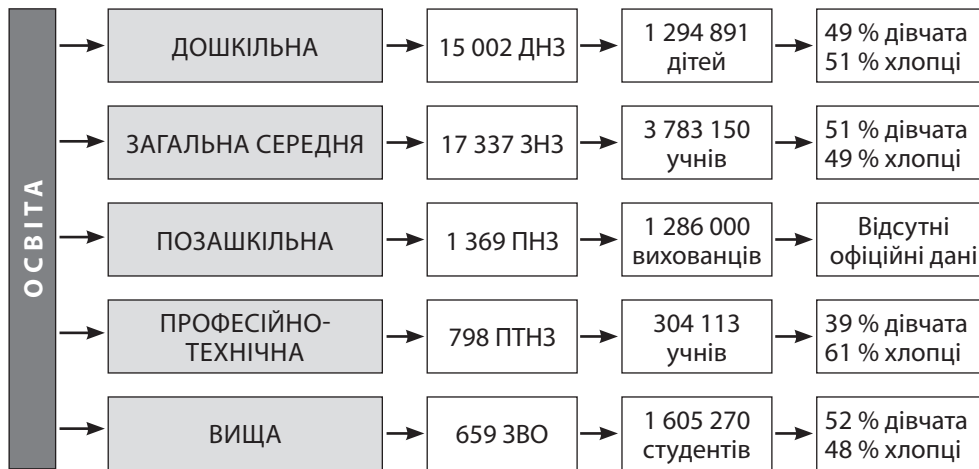 ОСВІТА
ДОШКІЛЬНА
15 002 ДНЗ
1 294 891
дітей
49 % дівчата
51 % хлопці
ЗАГАЛЬНА СЕРЕДНЯ
17 337 ЗНЗ
3 783 150
учнів
51 % дівчата
49 % хлопці
ПОЗАШКІЛЬНА
1 369 ПНЗ
1 286 000
вихованців
Відсутні
офіційні дані
ПРОФЕСІЙНО-
ТЕХНІЧНА
798 ПТНЗ
304 113
учнів
39 % дівчата
61 % хлопці
ВИЩА
659 ЗВО
1 605 270
студентів
52 % дівчата
48 % хлопці